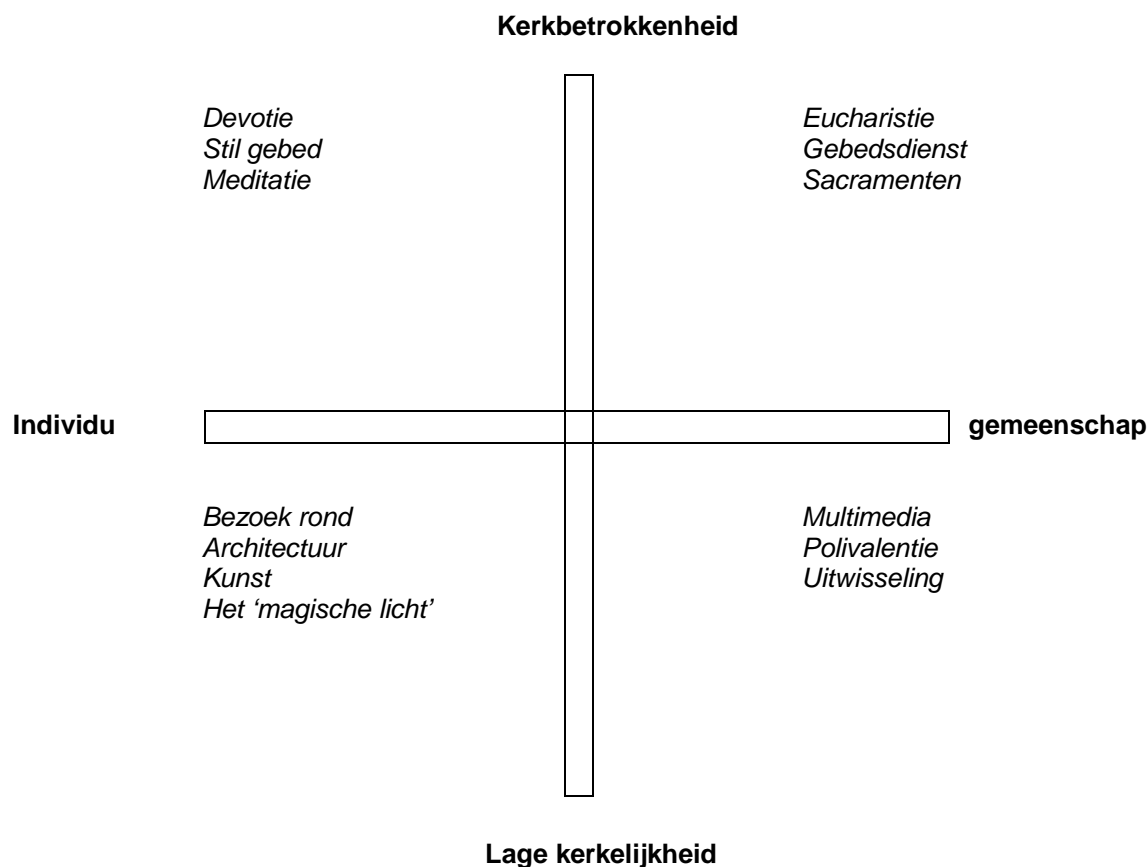 Kerkbetrokkenheid
Devotie
Stil gebed
Meditatie
Eucharistie
Gebedsdienst
Sacramenten
Individu
gemeenschap
Bezoek rond
Architectuur
Kunst
Het ‘magische licht’
Multimedia
Polivalentie
Uitwisseling
Lage kerkelijkheid